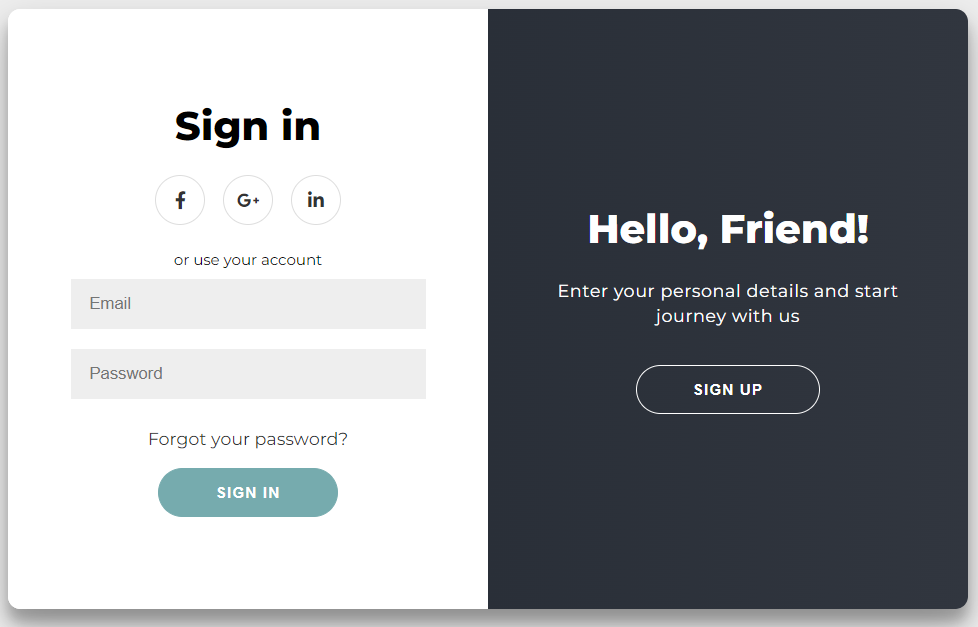 Sign in
f
G+
in
or use your account
Email
Password
Forgot your password?
SIGN IN
Hello, Friend!
Enter your personal details and start
journey with us
SIGN UP